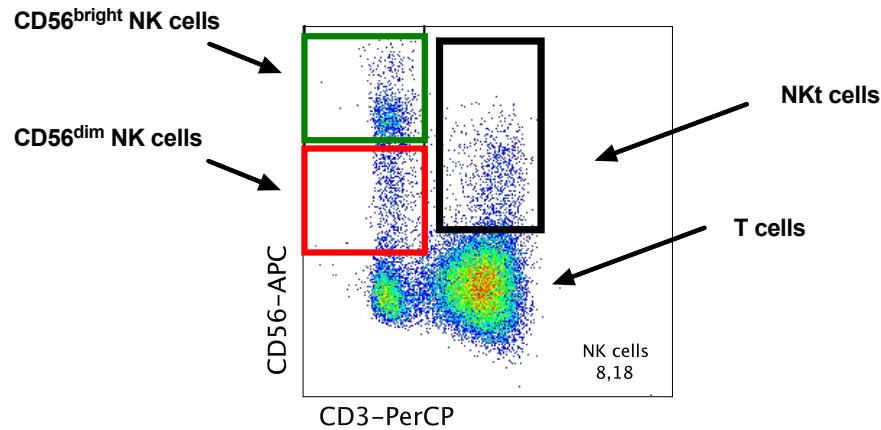 CD56bright NK cells
CD56dim NK cells
NKt cells
T cells
CD56-APC
NK cells
8,18
CD3-PerCP